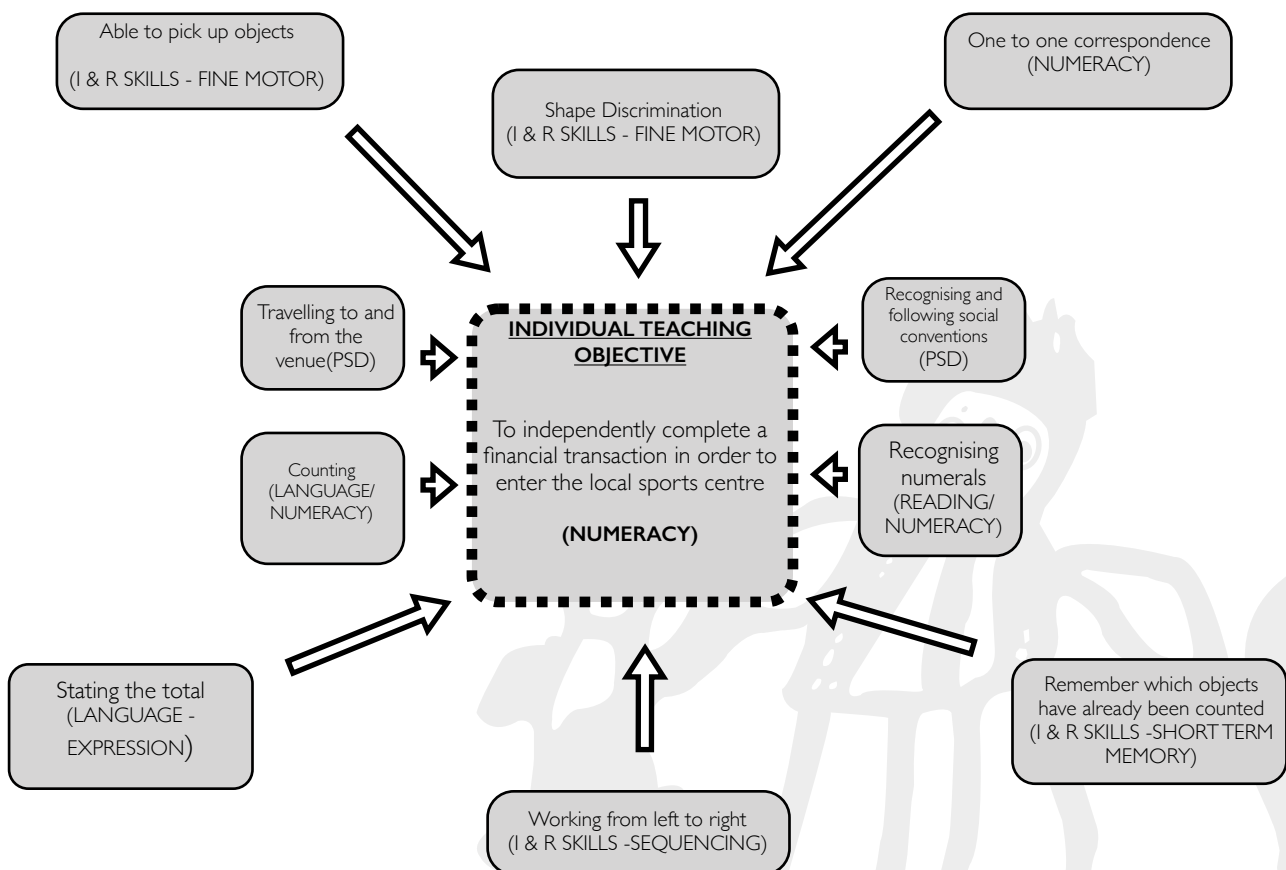 Able to pick up objects
(I & R SKILLS - FINE MOTOR)
Shape Discrimination
(I & R SKILLS - FINE MOTOR)
One to one correspondence
(NUMERACY)
Travelling to and
from the
venue(PSD)
INDIVIDUAL TEACHING
OBJECTIVE
To independently complete a
financial transaction in order to
enter the local sports centre
(NUMERACY)
Recognising and
following social
conventions
(PSD)
Counting
(LANGUAGE/
NUMERACY)
Recognising
numerals
(READING/
NUMERACY)
Stating the total
(LANGUAGE -
EXPRESSION)
Working from left to right
(I & R SKILLS -SEQUENCING)
Remember which objects
have already been counted
(I & R SKILLS -SHORT TERM
MEMORY)